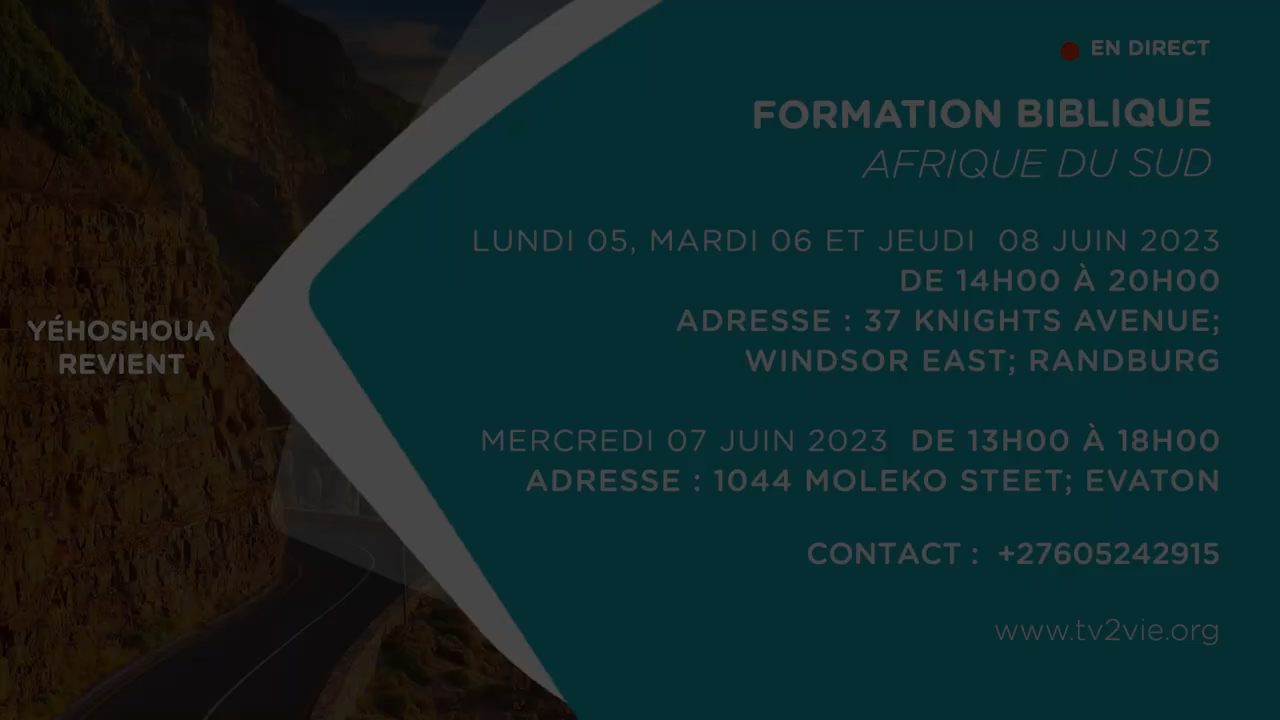 EN DIRECT
FORMATION BIBLIQUE
AFRIQUE DU SUD
LUNDI 05, MARDI 06 ET JEUDI 08 JUIN 2023
DE 14H00 À 20H00
ADRESSE : 37 KNIGHTS AVENUE;
WINDSOR EAST; RANDBURG
YÉHOSHOUA
REVIENT
MERCREDI 07 JUIN 2023 DE 13H00 À 18H00
ADRESSE : 1044 MOLEKO STEET; EVATON
CONTACT : +27605242915
www.tv2vie.org